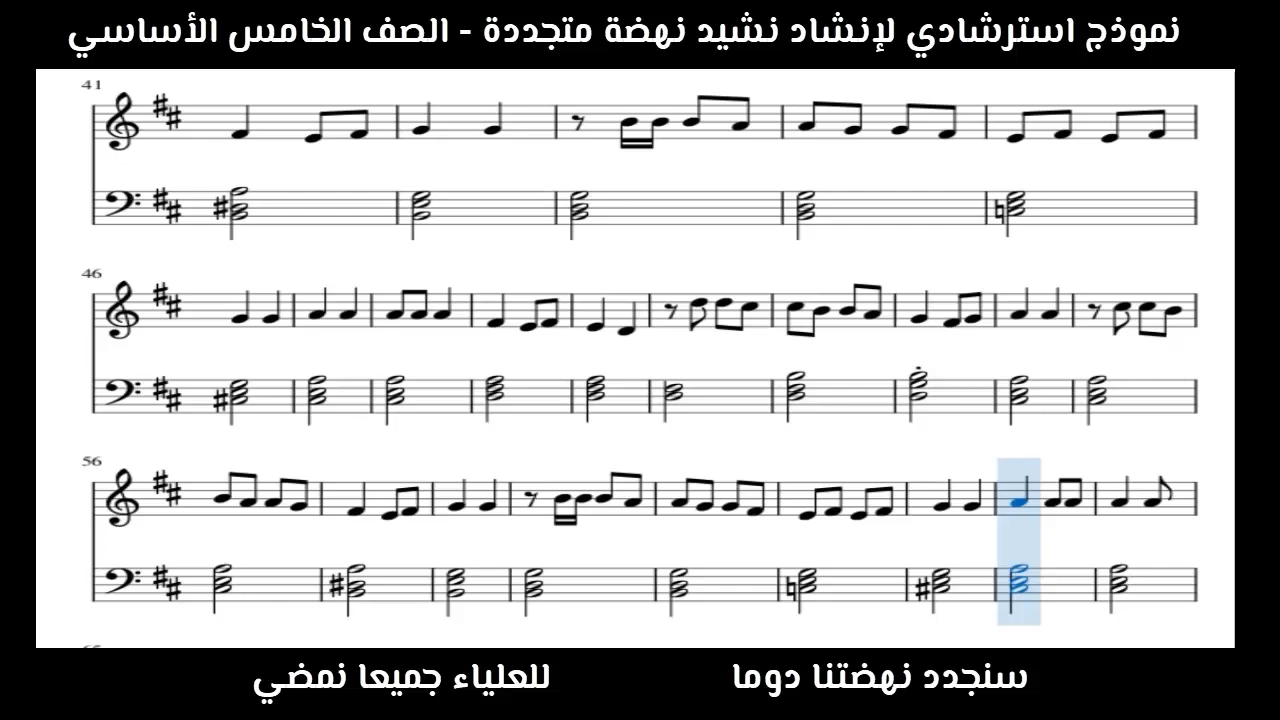 نموذج استرشادي لإنشاد نشيد نهضة متجددة - الصف الخامس الأساسي
41
46
56
سنجدد نهضتنا دوما للعلياء جميعا نمضي